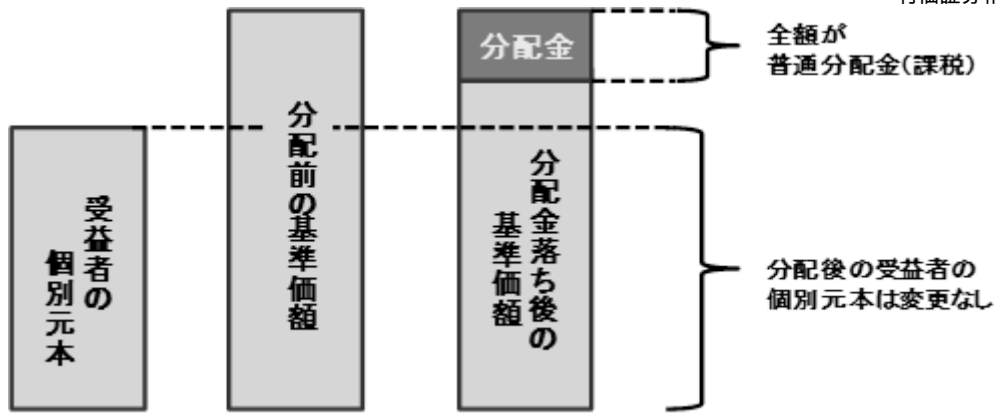 受益者の
個別元本
分配前の基準価額
分配金
分配金落ち後の
基準価額
全額が
普通分配金(課税)
分配後の受益者の
個別元本は変更なし